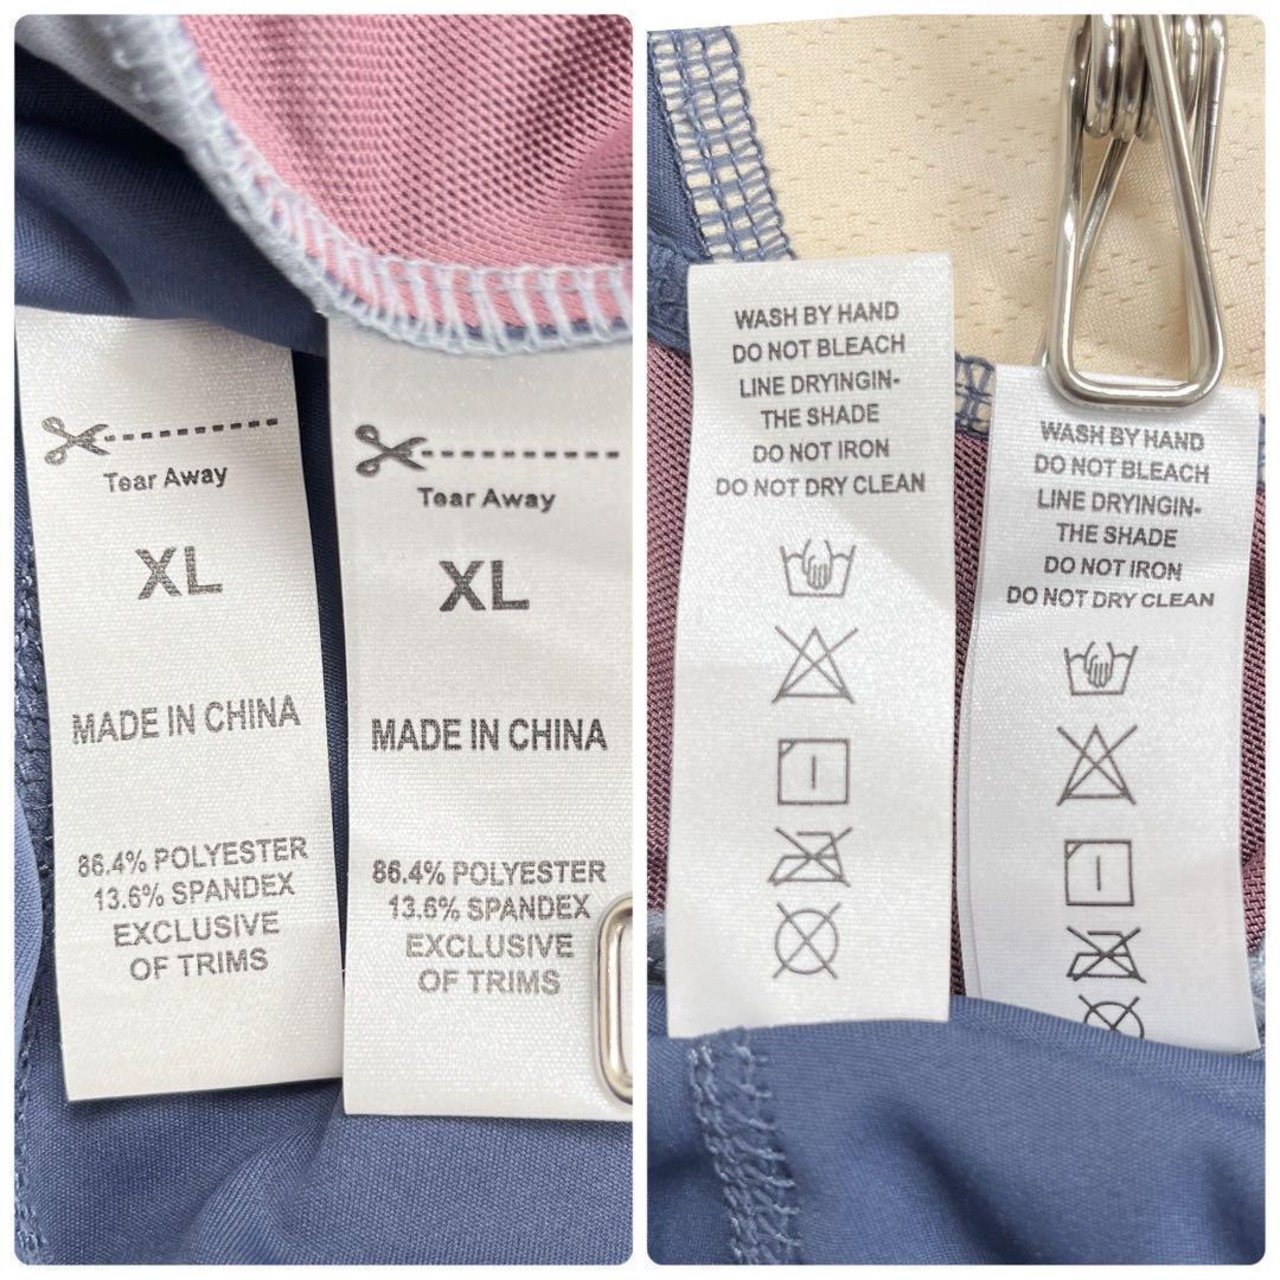 Tear Away
XL
MADE IN CHINA
86.4% POLYESTER
13.6% SPANDEX
EXCLUSIVE
OF TRIMS
Tear Away
XL
MADE IN CHINA
86.4% POLYESTER
13.6% SPANDEX
EXCLUSIVE
OF TRIMS
WASH BY HAND
DO NOT BLEACH
LINE DRYINGIN-
THE SHADE
DO NOT IRON
DO NOT DRY CLEAN
WASH BY HAND
DO NOT BLEACH
LINE DRYINGIN-
THE SHADE
DO NOT IRON
DO NOT DRY CLEAN